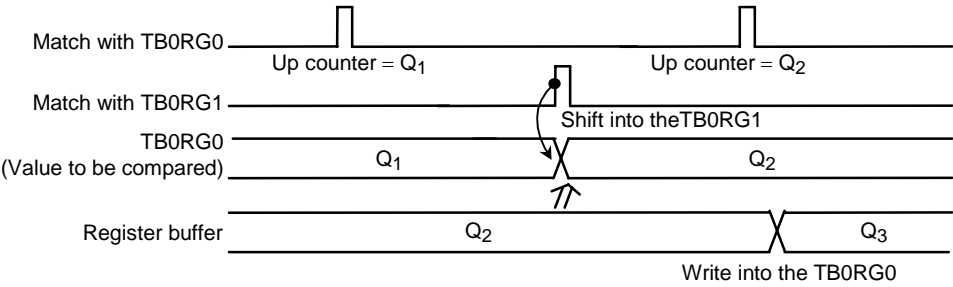 Match with TB0RG0
Up counter = Q1
Up counter = Q2
Match with TB0RG1
Shift into theTB0RG1
TB0RG0
(Value to be compared)
Q1
Q2
Register buffer
Q2
Q3
Write into the TB0RG0